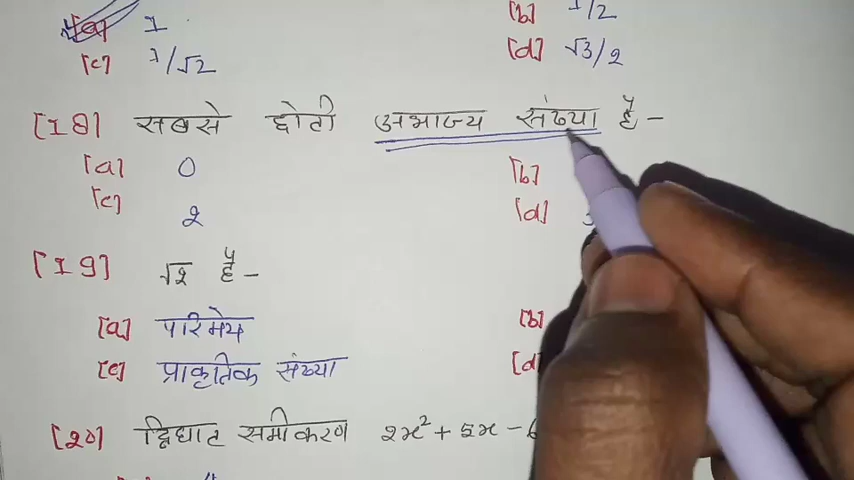 [a] 1 [b] 1/2
[c] 1/√2 [d] √3/2
[18] सबसे छोटी अभाज्य संख्या है-
[a] 0 [b]
[c] 2 [d]
[19] √2 है-
[a] परिमेय [b]
[c] प्राकृतिक संख्या [d]
[20] द्विघात समीकरण 2x² + 5x -